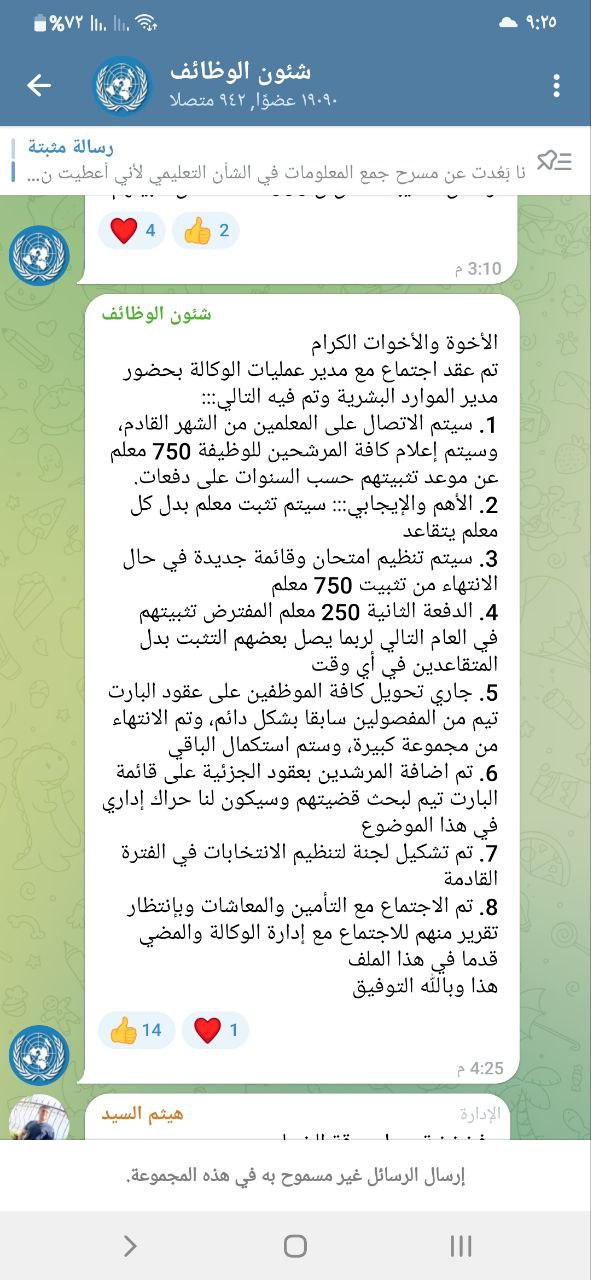 %٧٢
٩:٢٥
شئون الوظائف
١٩٠٩٠ عضوًا, ٩٤٢ متصلا
رسالة مثبتة
نا بَعُدت عن مسرح جمع المعلومات في الشأن التعليمي لأني أعطيت ن...
4
2
3:10 م
شئون الوظائف
الأخوة والأخوات الكرام
تم عقد اجتماع مع مدير عمليات الوكالة بحضور
مدير الموارد البشرية وتم فيه التالي:::
1. سيتم الاتصال على المعلمين من الشهر القادم،
وسيتم إعلام كافة المرشحين للوظيفة 750 معلم
عن موعد تثبيتهم حسب السنوات على دفعات.
2. الأهم والإيجابي::: سيتم تثبت معلم بدل كل
معلم يتقاعد
3. سيتم تنظيم امتحان وقائمة جديدة في حال
الانتهاء من تثبيت 750 معلم
4. الدفعة الثانية 250 معلم المفترض تثبيتهم
في العام التالي لربما يصل بعضهم التثبت بدل
المتقاعدين في أي وقت
5. جاري تحويل كافة الموظفين على عقود البارت
تيم من المفصولين سابقا بشكل دائم، وتم الانتهاء
من مجموعة كبيرة، وستم استكمال الباقي
6. تم اضافة المرشدين بعقود الجزئية على قائمة
البارت تيم لبحث قضيتهم وسيكون لنا حراك إداري
في هذا الموضوع
7. تم تشكيل لجنة لتنظيم الانتخابات في الفترة
القادمة
8. تم الاجتماع مع التأمين والمعاشات وبإنتظار
تقرير منهم للاجتماع مع إدارة الوكالة والمضي
قدما في هذا الملف
هذا وبالله التوفيق
14
1
4:25 م
هيثم السيد
الإدارة
إرسال الرسائل غير مسموح به في هذه المجموعة.